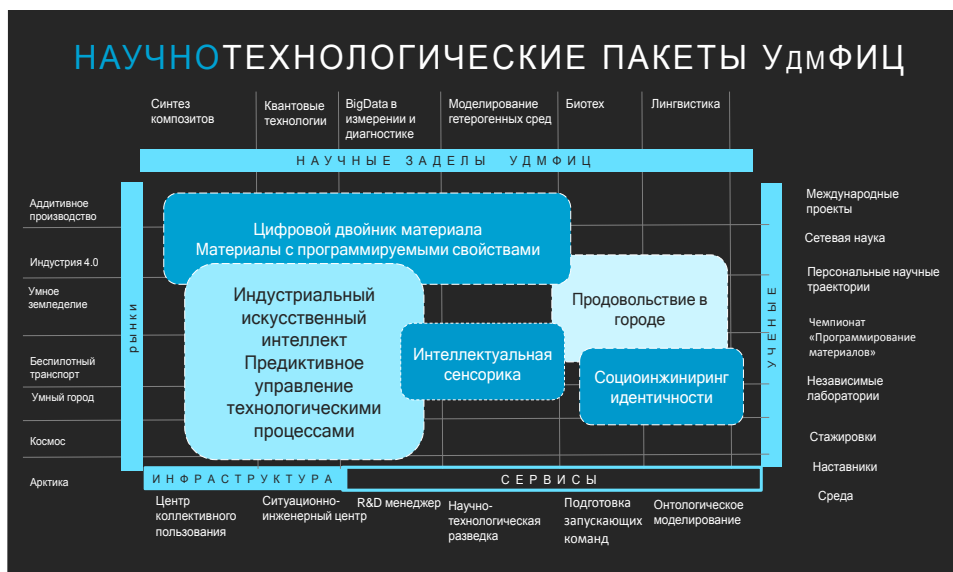 НАУЧНОТЕХНОЛОГИЧЕСКИЕ ПАКЕТЫ УдмФИЦ
Синтез
композитов
Квантовые
технологии
BigData в
измерении и
диагностике
Моделирование
гетерогенных сред
Биотех
Лингвистика
НАУЧНЫЕ ЗАДЕЛЫ УДМФИЦ
рынки
Аддитивное
производство
Индустрия 4.0
Умное
земледелие
Беспилотный
транспорт
Умный город
Космос
Арктика
Цифровой двойник материала
Материалы с программируемыми свойствами
Индустриальный
искусственный
интеллект
Предиктивное
управление
технологическими
процессами
Интеллектуальная
сенсорика
Продовольствие в
городе
Социоинжиниринг
идентичности
УЧЕНЫЕ
Международные
проекты
Сетевая наука
Персональные научные
траектории
Чемпионат
«Программирование
материалов»
Независимые
лаборатории
Стажировки
Наставники
Среда
ИНФРАСТРУКТУРА
СЕРВИСЫ
Центр
коллективного
пользования
Ситуационно-
инженерный центр
R&D менеджер
Научно-
технологическая
разведка
Подготовка
запускающих
команд
Онтологическое
моделирование